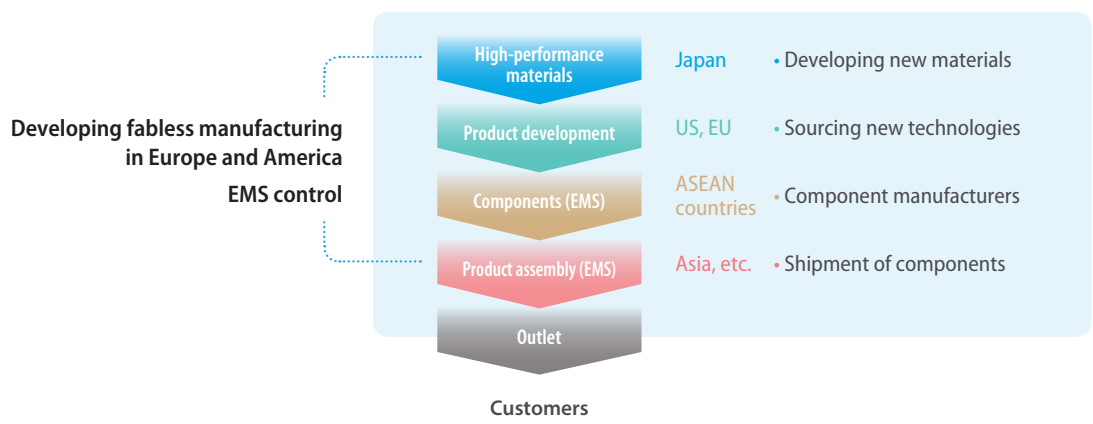 High-performance
materials
Japan
• Developing new materials
Developing fabless manufacturing
in Europe and America
EMS control
Product development
US, EU
• Sourcing new technologies
Components (EMS)
ASEAN
countries
• Component manufacturers
Product assembly (EMS)
Asia, etc.
• Shipment of components
Outlet
Customers